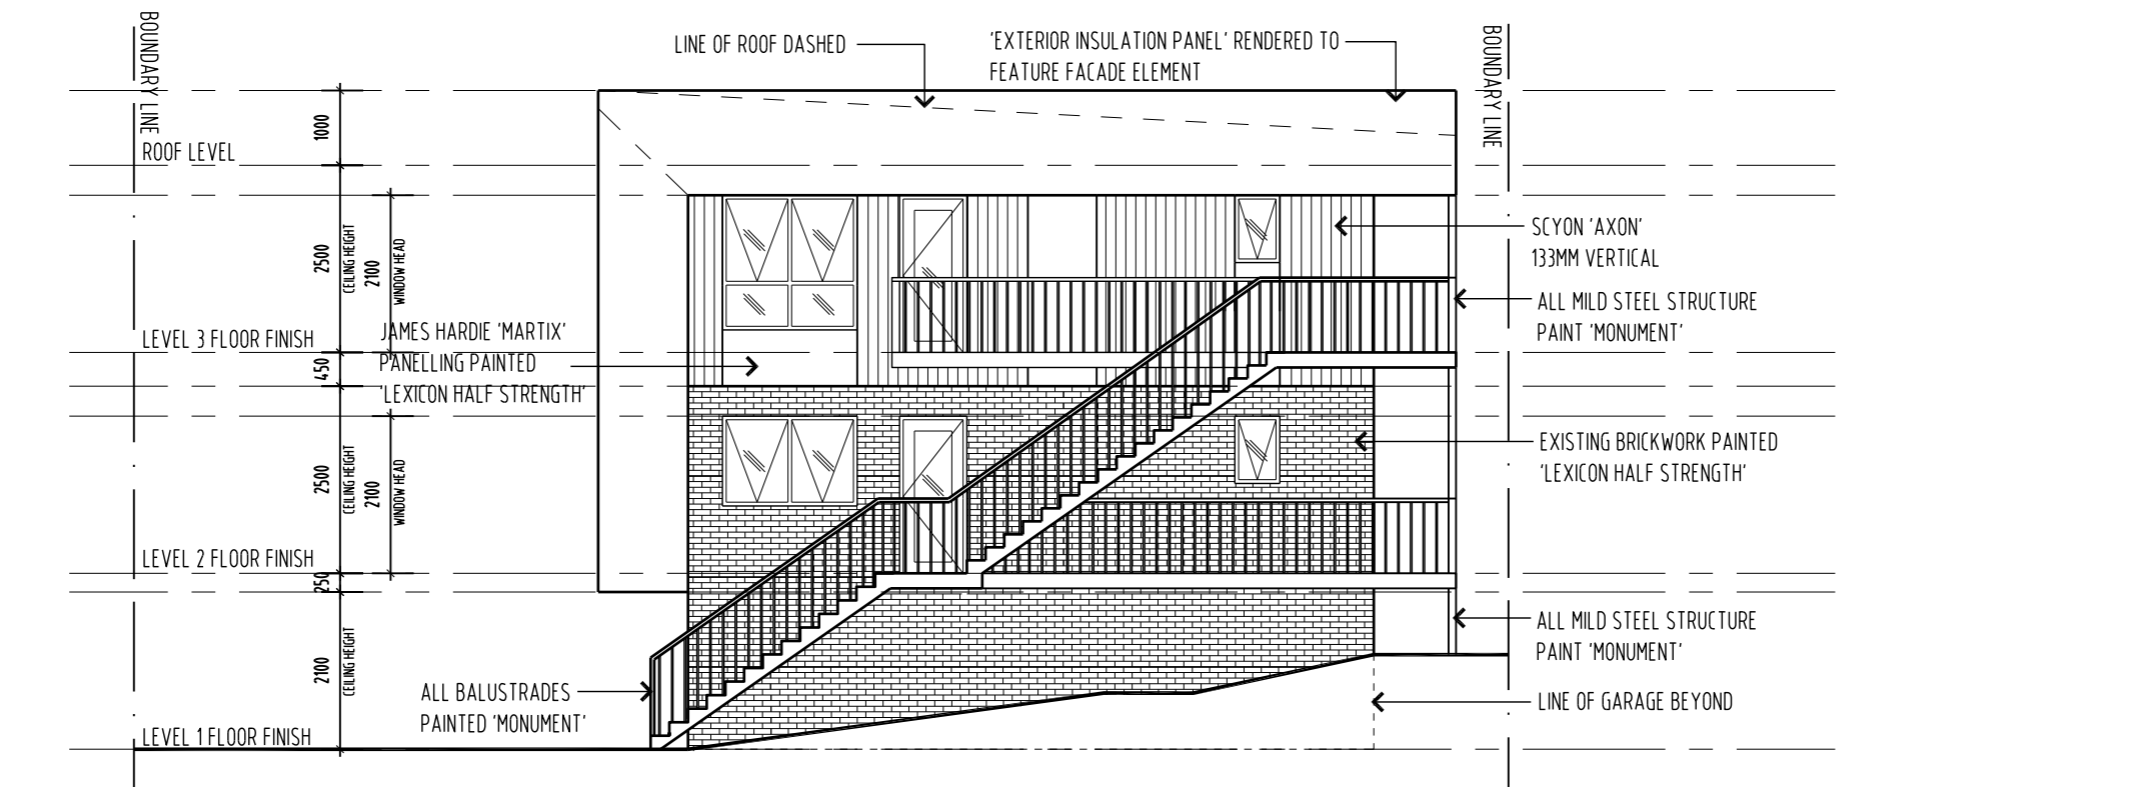 BOUNDARY LINE
LINE OF ROOF DASHED
'EXTERIOR INSULATION PANEL' RENDERED TO
FEATURE FACADE ELEMENT
BOUNDARY LINE
1000
ROOF LEVEL
2500
CEILING HEIGHT
2100
WINDOW HEAD
SCYON 'AXON'
133MM VERTICAL
ALL MILD STEEL STRUCTURE
PAINT 'MONUMENT'
LEVEL 3 FLOOR FINISH
JAMES HARDIE 'MARTIX'
PANELLING PAINTED
'LEXICON HALF STRENGTH'
450
2500
CEILING HEIGHT
2100
WINDOW HEAD
EXISTING BRICKWORK PAINTED
'LEXICON HALF STRENGTH'
LEVEL 2 FLOOR FINISH
250
2100
CEILING HEIGHT
ALL MILD STEEL STRUCTURE
PAINT 'MONUMENT'
ALL BALUSTRADES
PAINTED 'MONUMENT'
LINE OF GARAGE BEYOND
LEVEL 1 FLOOR FINISH